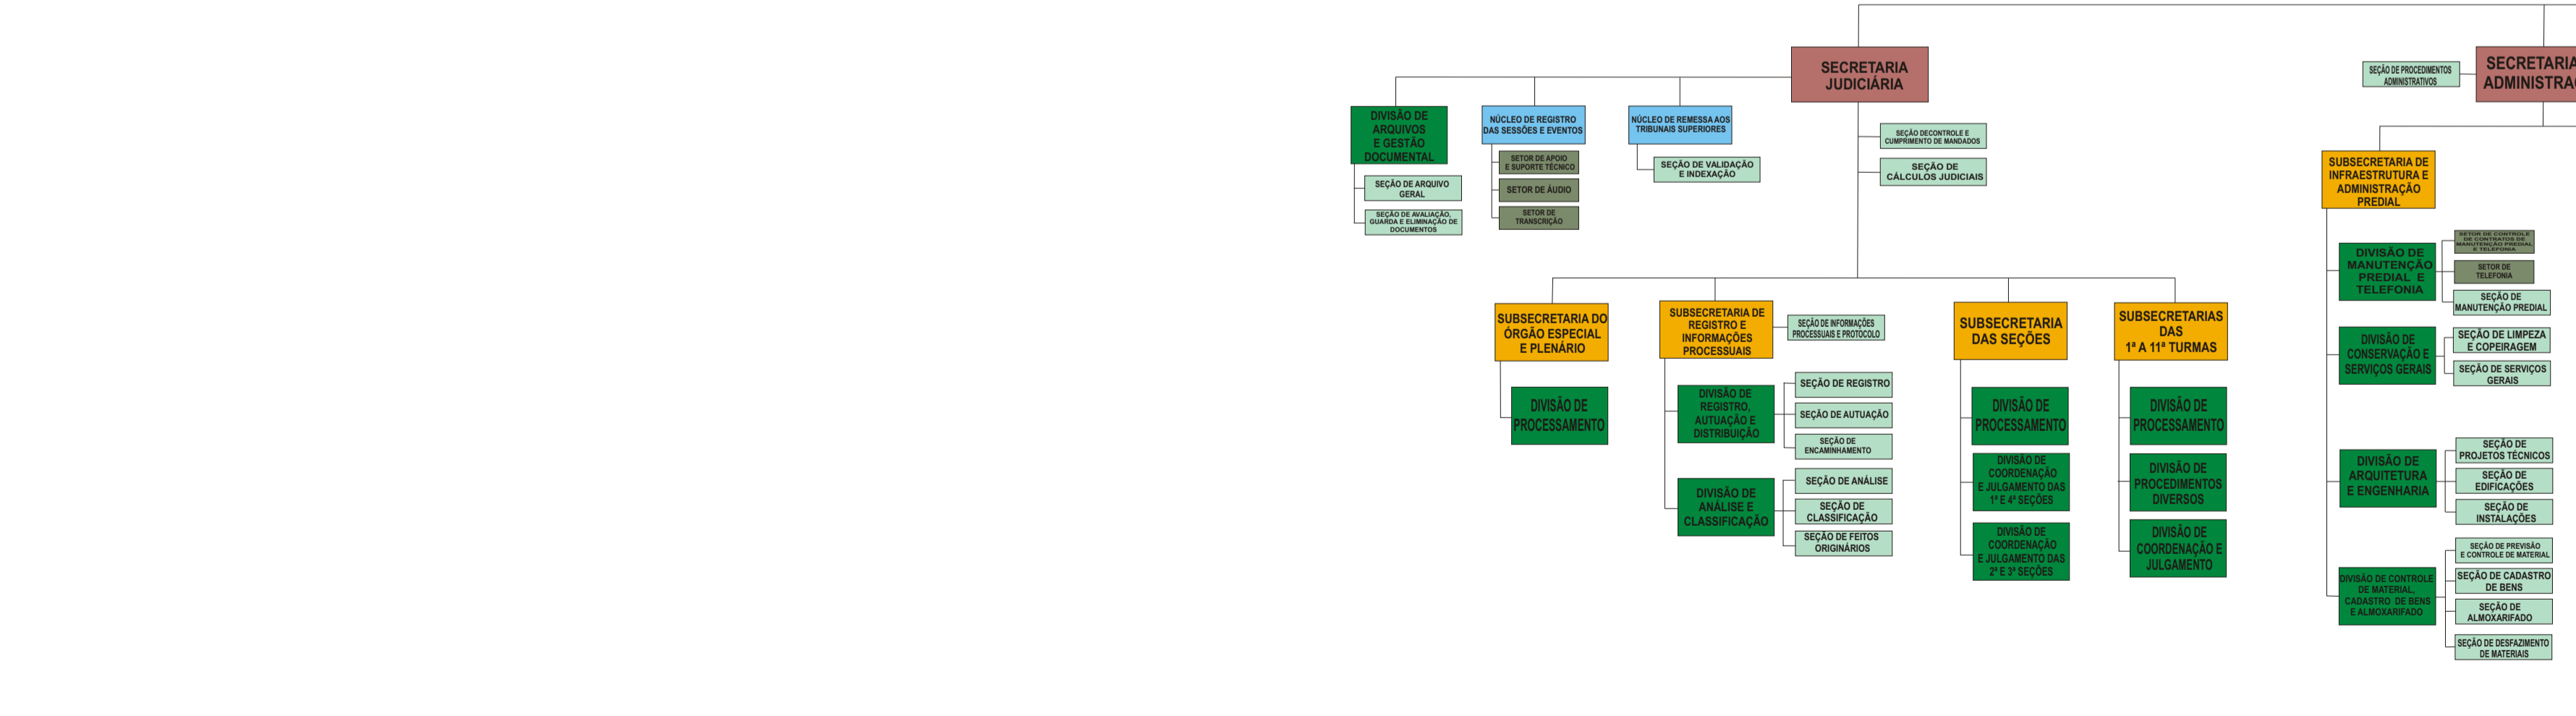 SECRETARIA
JUDICIÁRIA
DIVISÃO DE
ARQUIVOS
E GESTÃO
DOCUMENTAL
SEÇÃO DE ARQUIVO
GERAL
SEÇÃO DE AVALIAÇÃO,
GUARDA E ELIMINAÇÃO DE
DOCUMENTOS
NÚCLEO DE REGISTRO
DAS SESSÕES E EVENTOS
SETOR DE APOIO
E SUPORTE TÉCNICO
SETOR DE ÁUDIO
SETOR DE
TRANSCRIÇÃO
NÚCLEO DE REMESSA AOS
TRIBUNAIS SUPERIORES
SEÇÃO DE VALIDAÇÃO
E INDEXAÇÃO
SEÇÃO DECONTROLE E
CUMPRIMENTO DE MANDADOS
SEÇÃO DE
CÁLCULOS JUDICIAIS
SUBSECRETARIA DO
ÓRGÃO ESPECIAL
E PLENÁRIO
DIVISÃO DE
PROCESSAMENTO
SUBSECRETARIA DE
REGISTRO E
INFORMAÇÕES
PROCESSUAIS
SEÇÃO DE INFORMAÇÕES
PROCESSUAIS E PROTOCOLO
DIVISÃO DE
REGISTRO,
AUTUAÇÃO E
DISTRIBUIÇÃO
SEÇÃO DE REGISTRO
SEÇÃO DE AUTUAÇÃO
SEÇÃO DE
ENCAMINHAMENTO
DIVISÃO DE
ANÁLISE E
CLASSIFICAÇÃO
SEÇÃO DE ANÁLISE
SEÇÃO DE
CLASSIFICAÇÃO
SEÇÃO DE FEITOS
ORIGINÁRIOS
SUBSECRETARIA
DAS SEÇÕES
DIVISÃO DE
PROCESSAMENTO
DIVISÃO DE
COORDENAÇÃO
E JULGAMENTO DAS
1ª E 4ª SEÇÕES
DIVISÃO DE
COORDENAÇÃO
E JULGAMENTO DAS
2ª E 3ª SEÇÕES
SUBSECRETARIAS
DAS
1ª A 11ª TURMAS
DIVISÃO DE
PROCESSAMENTO
DIVISÃO DE
PROCEDIMENTOS
DIVERSOS
DIVISÃO DE
COORDENAÇÃO E
JULGAMENTO
SEÇÃO DE PROCEDIMENTOS
ADMINISTRATIVOS
SECRETARIA
ADMINISTRAÇ
SUBSECRETARIA DE
INFRAESTRUTURA E
ADMINISTRAÇÃO
PREDIAL
DIVISÃO DE
MANUTENÇÃO
PREDIAL E
TELEFONIA
SETOR DE CONTROLE
DE CONTRATOS DE
MANUTENÇÃO PREDIAL
E TELEFONIA
SETOR DE
TELEFONIA
SEÇÃO DE
MANUTENÇÃO PREDIAL
DIVISÃO DE
CONSERVAÇÃO E
SERVIÇOS GERAIS
SEÇÃO DE LIMPEZA
E COPEIRAGEM
SEÇÃO DE SERVIÇOS
GERAIS
DIVISÃO DE
ARQUITETURA
E ENGENHARIA
SEÇÃO DE
PROJETOS TÉCNICOS
SEÇÃO DE
EDIFICAÇÕES
SEÇÃO DE
INSTALAÇÕES
DIVISÃO DE CONTROLE
DE MATERIAL,
CADASTRO DE BENS
E ALMOXARIFADO
SEÇÃO DE PREVISÃO
E CONTROLE DE MATERIAL
SEÇÃO DE CADASTRO
DE BENS
SEÇÃO DE
ALMOXARIFADO
SEÇÃO DE DESFAZIMENTO
DE MATERIAIS